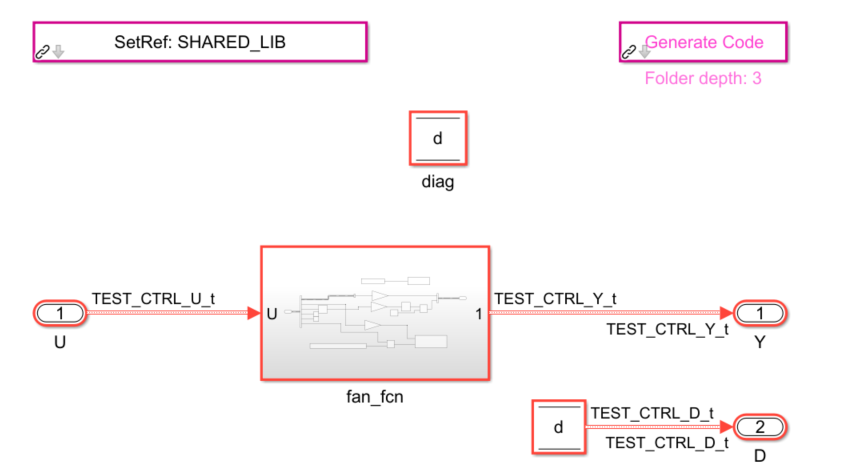 SetRef: SHARED_LIB
Generate Code
Folder depth: 3
d
diag
TEST_CTRL_U_t
TEST_CTRL_Y_t
1
U
U
1
1
TEST_CTRL_Y_t
Y
fan_fcn
d
TEST_CTRL_D_t
2
TEST_CTRL_D_t
D